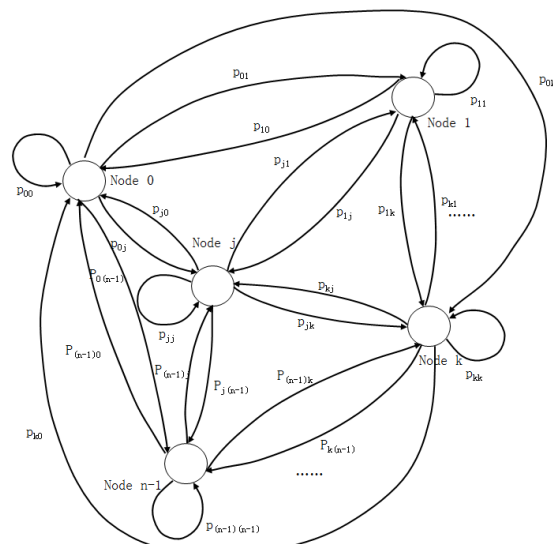 p01
p0k
p11
p10
Node 1
Node 0
p00
pj1
pj0
p1j
p1k
pk1
......
p0j
Node j
P0(n-1)
pkj
pjj
pjk
Node k
P(n-1)0
P(n-1)j
Pj(n-1)
P(n-1)k
pkk
pk0
Pk(n-1)
Node n-1
......
p(n-1)(n-1)